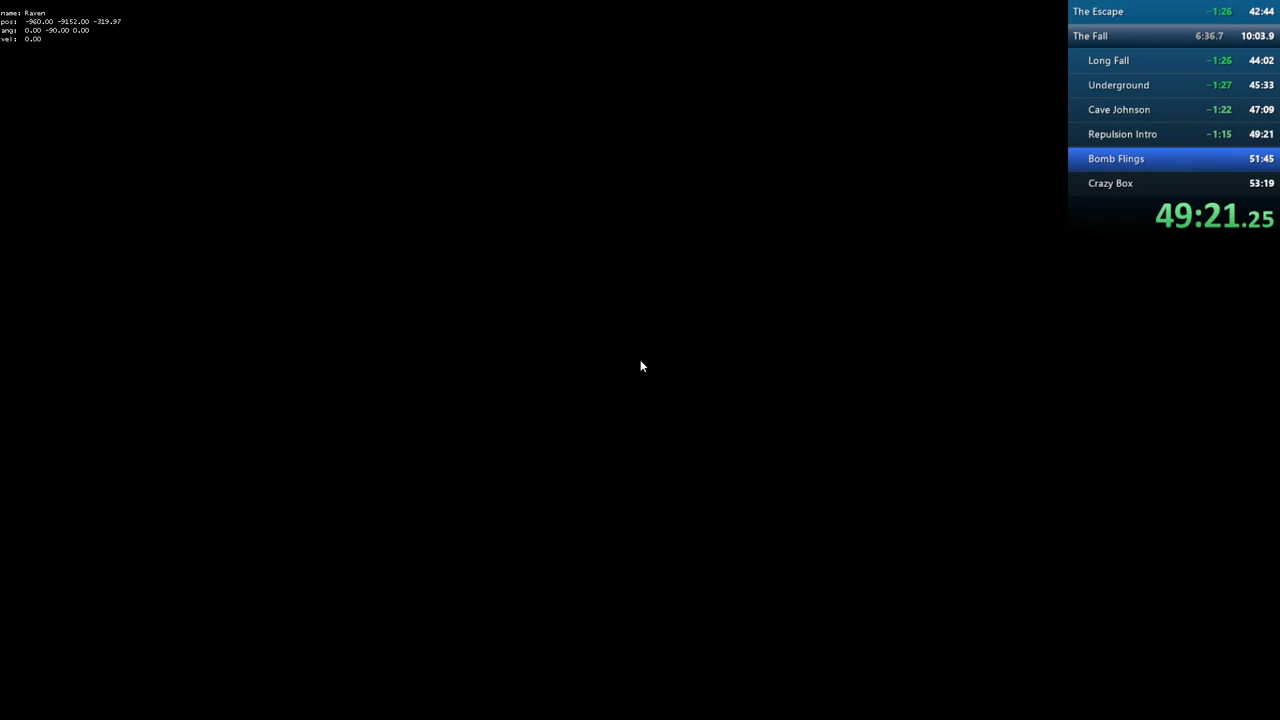 name: Raven
pos: -960.00 -9152.00 -319.97
ang: 0.00 -90.00 0.00
vel: 0.00
The Escape −1:26 42:44
The Fall 6:36.7 10:03.9
Long Fall −1:26 44:02
Underground −1:27 45:33
Cave Johnson −1:22 47:09
Repulsion Intro −1:15 49:21
Bomb Flings 51:45
Crazy Box 53:19
49:21.25